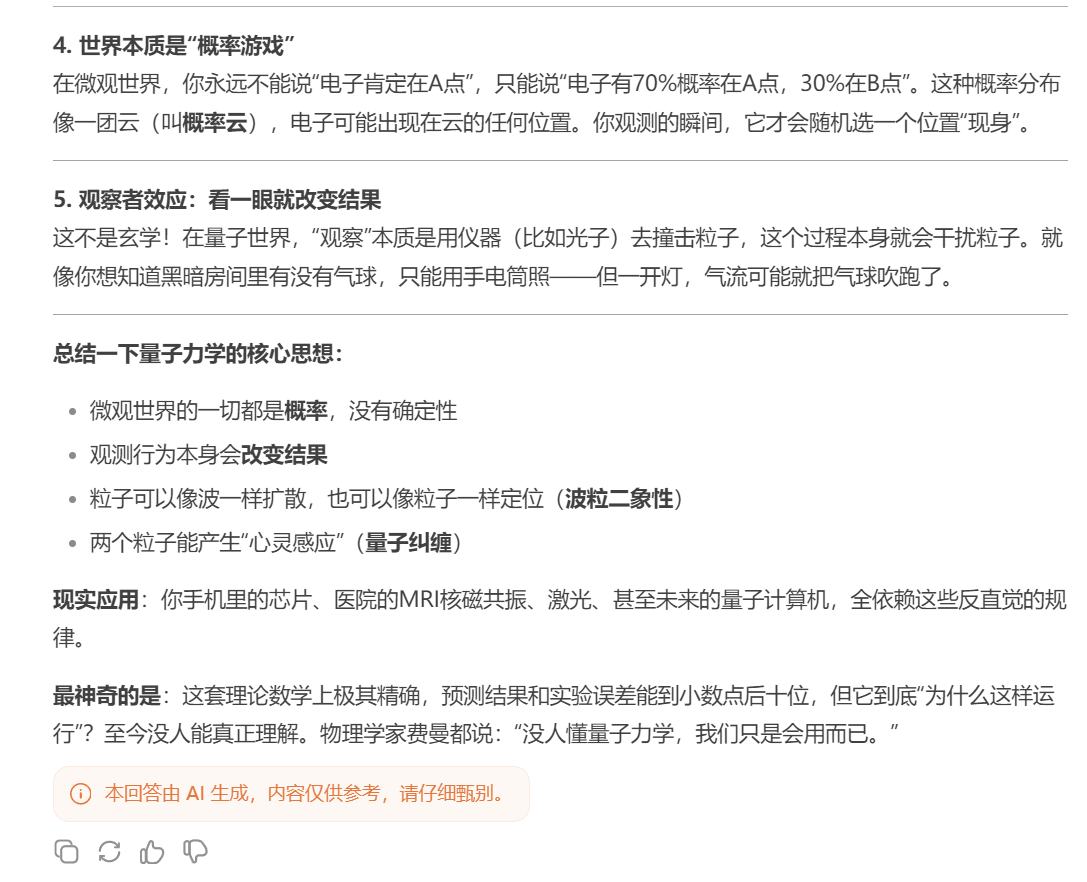 4. 世界本质是“概率游戏”
在微观世界，你永远不能说“电子肯定在A点”，只能说“电子有70%概率在A点，30%在B点”。这种概率分布
像一团云（叫概率云），电子可能出现在云的任何位置。你观测的瞬间，它才会随机选一个位置“现身”。
5. 观察者效应：看一眼就改变结果
这不是玄学！在量子世界，“观察”本质是用仪器（比如光子）去撞击粒子，这个过程本身就会干扰粒子。就
像你想知道黑暗房间里有没有气球，只能用手电筒照——但一开灯，气流可能就把气球吹跑了。
总结一下量子力学的核心思想：
• 微观世界的一切都是概率，没有确定性
• 观测行为本身会改变结果
• 粒子可以像波一样扩散，也可以像粒子一样定位（波粒二象性）
• 两个粒子能产生“心灵感应”（量子纠缠）
现实应用：你手机里的芯片、医院的MRI核磁共振、激光、甚至未来的量子计算机，全依赖这些反直觉的规
律。
最神奇的是：这套理论数学上极其精确，预测结果和实验误差能到小数点后十位，但它到底“为什么这样运
行”？至今没人能真正理解。物理学家费曼都说：“没人懂量子力学，我们只是会用而已。”
本回答由 AI 生成，内容仅供参考，请仔细甄别。